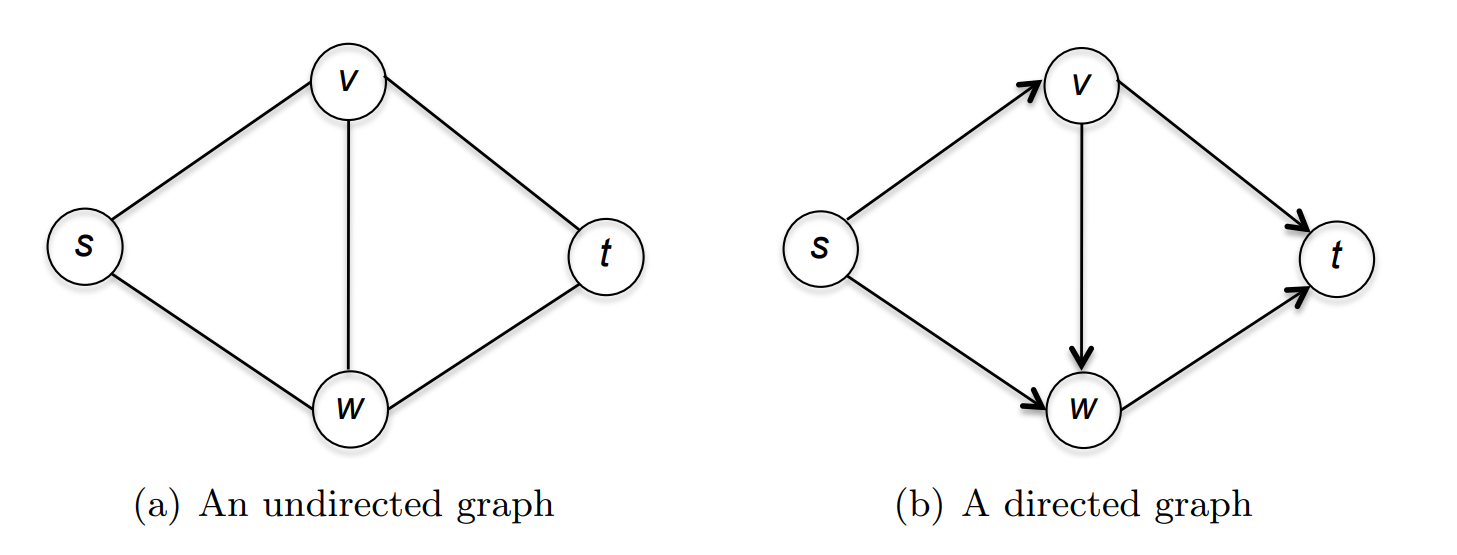 v
s
t
w
(a) An undirected graph
v
s
t
w
(b) A directed graph